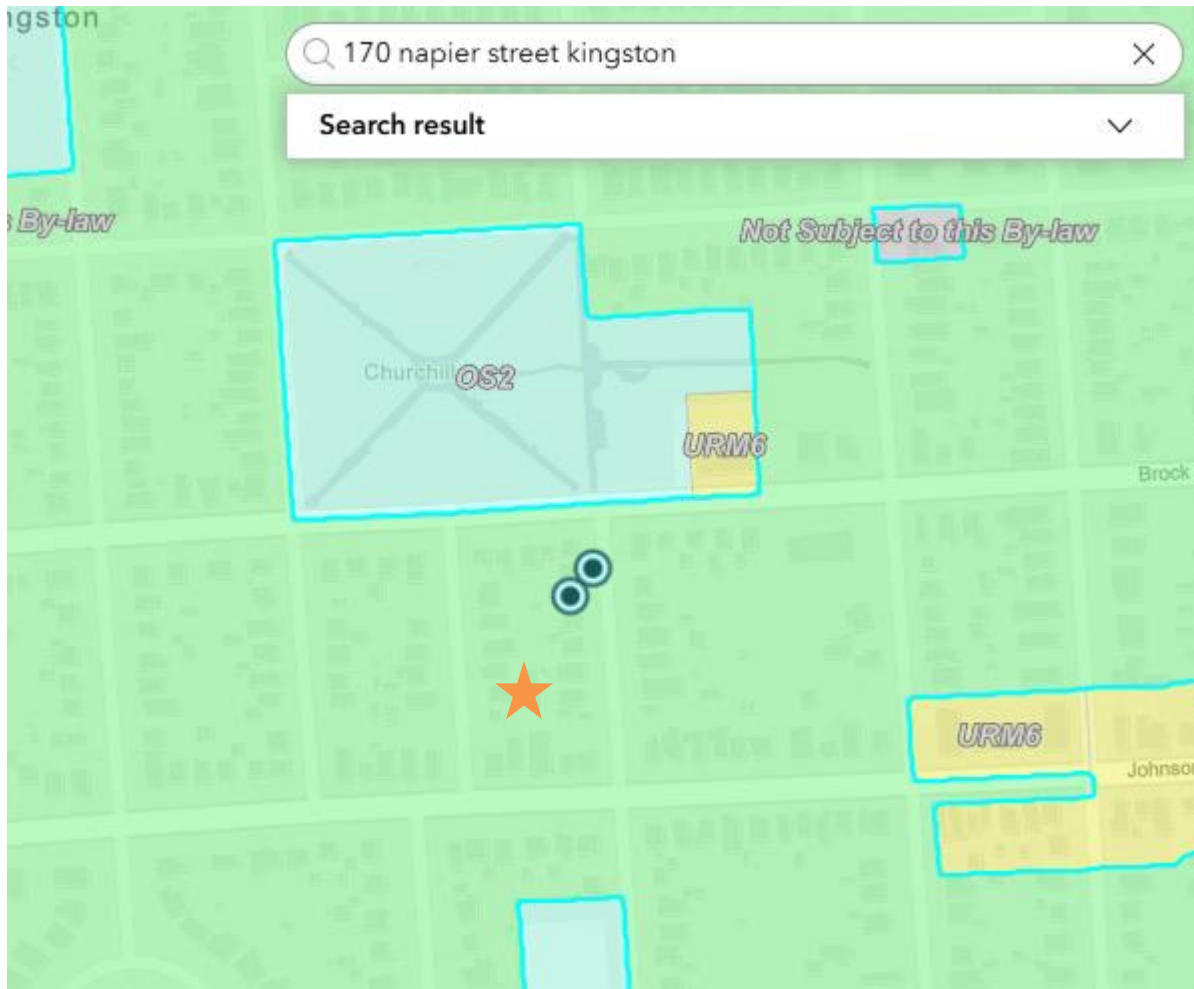 ngston
170 napier street kingston
Search result
s By-law
Not Subject to this By-law
Churchill
OS2
URM6
Brock
URM6
Johnson